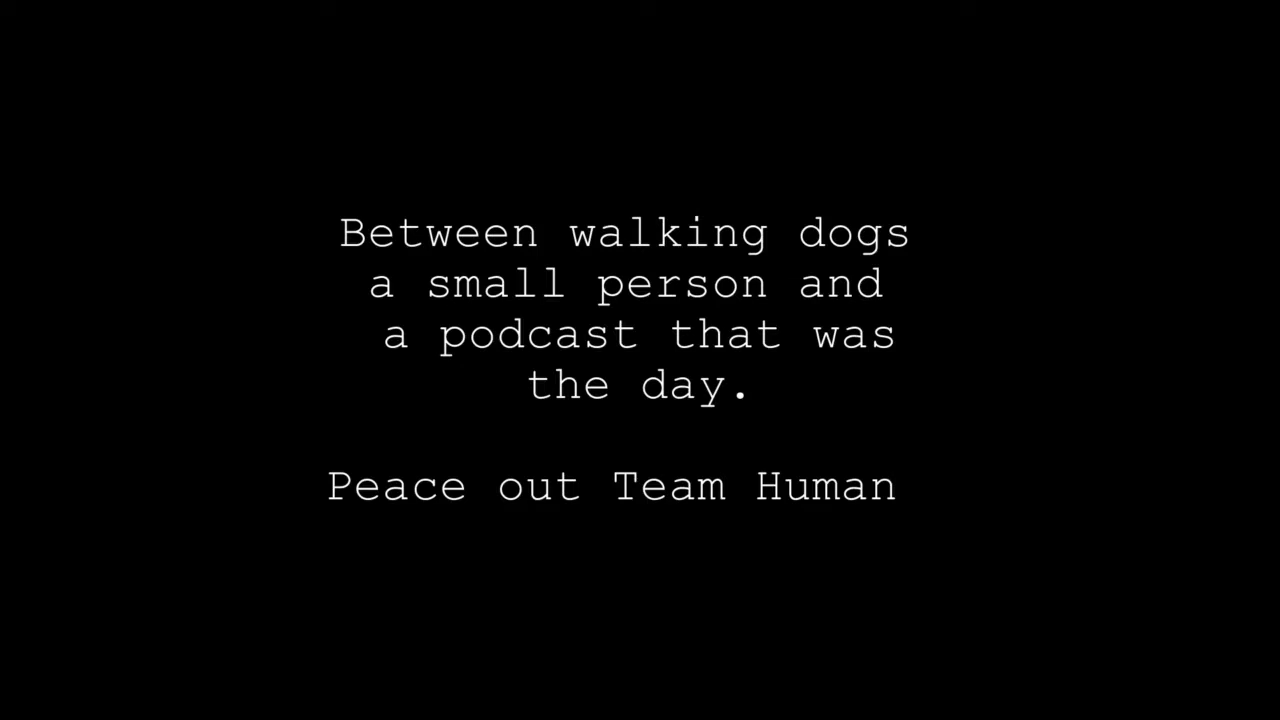 Between walking dogs
a small person and
a podcast that was
the day.
Peace out Team Human